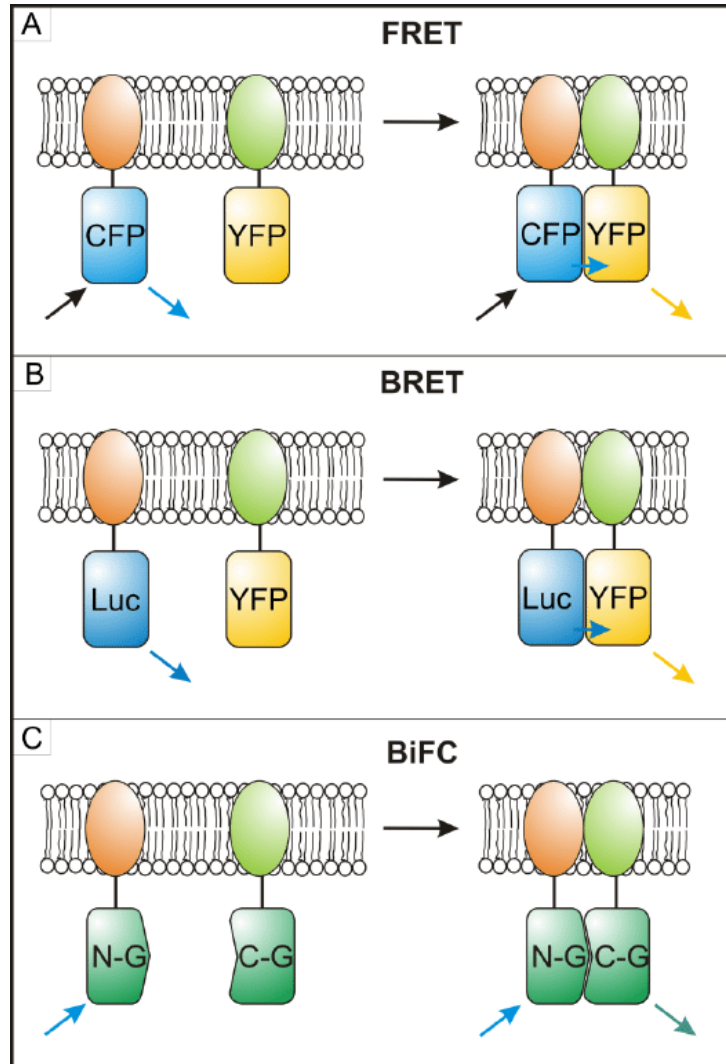 A
FRET
CFP
YFP
CFP
YFP
B
BRET
Luc
YFP
Luc
YFP
C
BiFC
N-G
C-G
N-G
C-G